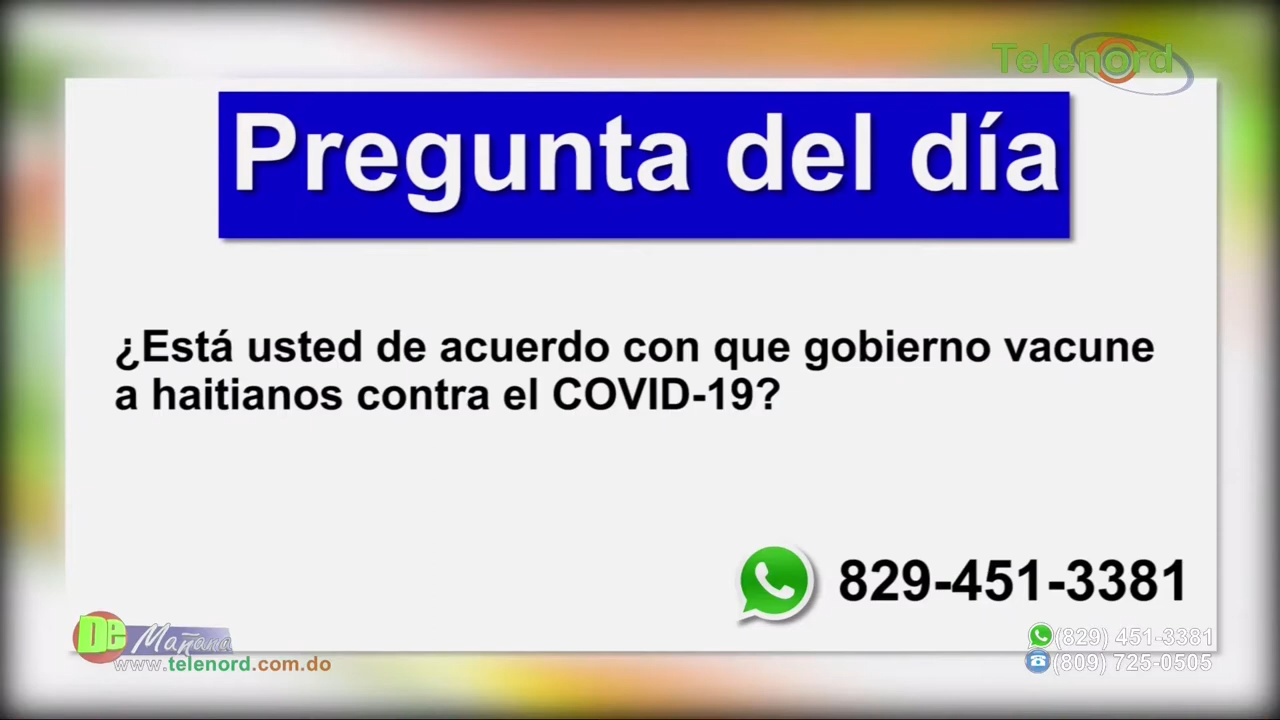 Telenord
Pregunta del día
¿Está usted de acuerdo con que gobierno vacune
a haitianos contra el COVID-19?
829-451-3381
De Mañana
www.telenord.com.do
(829) 451-3381
(809) 725-0505